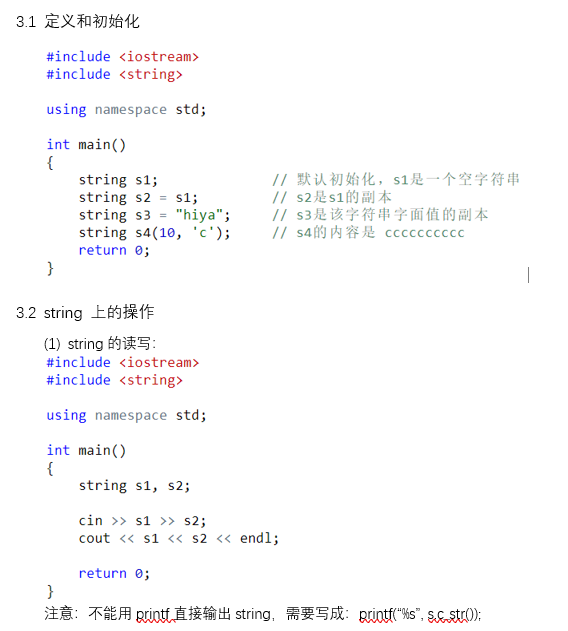 3.1 定义和初始化
#include <iostream>
#include <string>
using namespace std;
int main()
{
    string s1;              // 默认初始化，s1是一个空字符串
    string s2 = s1;         // s2是s1的副本
    string s3 = "hiya";     // s3是该字符串字面值的副本
    string s4(10, 'c');     // s4的内容是 cccccccccc
    return 0;
}
3.2 string 上的操作
(1) string 的读写：
#include <iostream>
#include <string>
using namespace std;
int main()
{
    string s1, s2;
    cin >> s1 >> s2;
    cout << s1 << s2 << endl;
    return 0;
}
注意：不能用 printf 直接输出 string，需要写成：printf(“%s”, s.c_str());